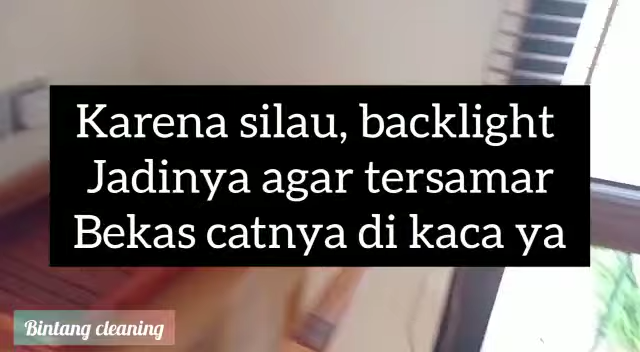 Karena silau, backlight
Jadinya agar tersamar
Bekas catnya di kaca ya
Bintang cleaning